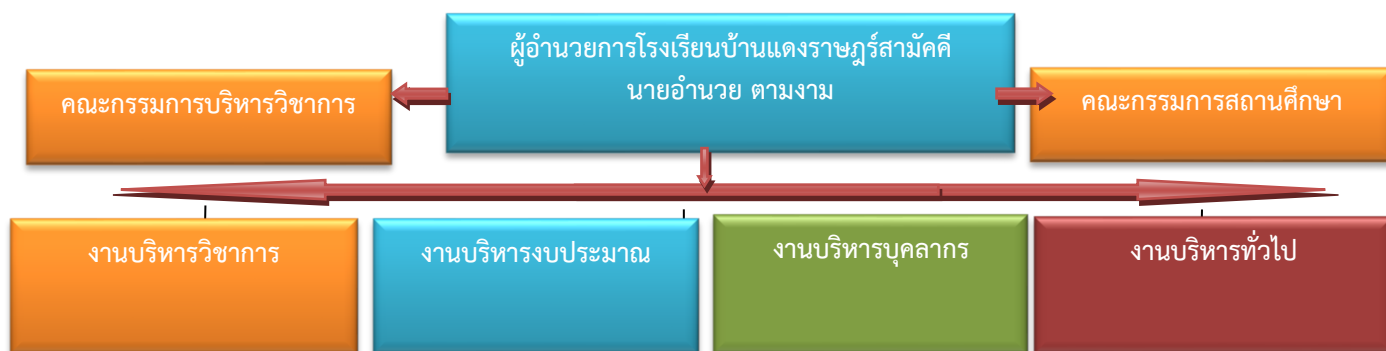 ผู้อำนวยการโรงเรียนบ้านแดงราษฎร์สามัคคี
นายอำนวย ตามงาม
คณะกรรมการบริหารวิชาการ
คณะกรรมการสถานศึกษา
งานบริหารวิชาการ
งานบริหารงบประมาณ
งานบริหารบุคลากร
งานบริหารทั่วไป